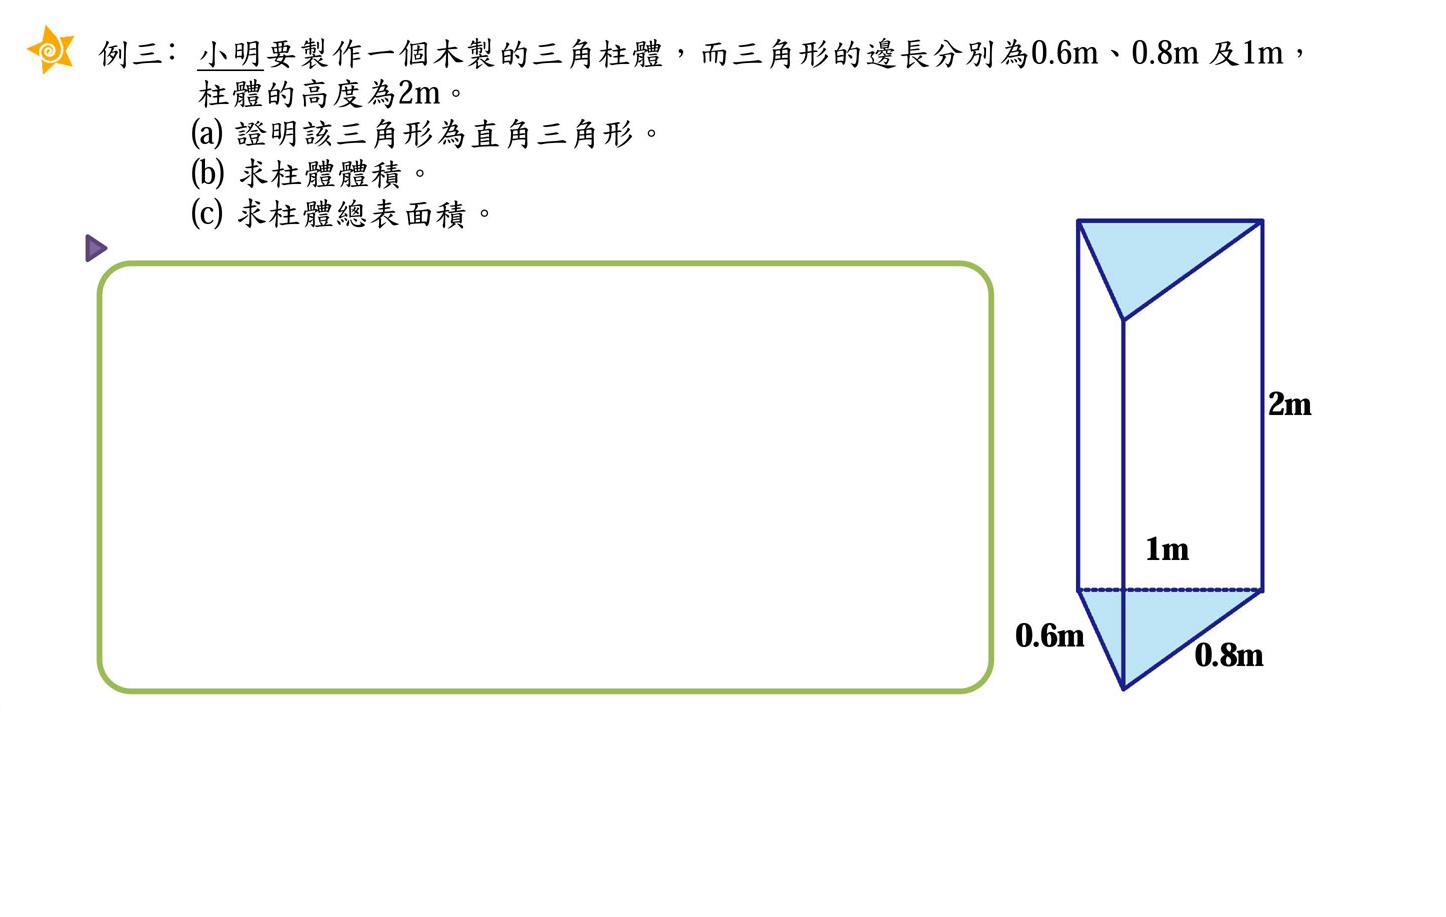 例三：小明要製作一個木製的三角柱體，而三角形的邊長分別為0.6m、0.8m 及1m，
柱體的高度為2m。
(a) 證明該三角形為直角三角形。
(b) 求柱體體積。
(c) 求柱體總表面積。
2m
1m
0.6m
0.8m